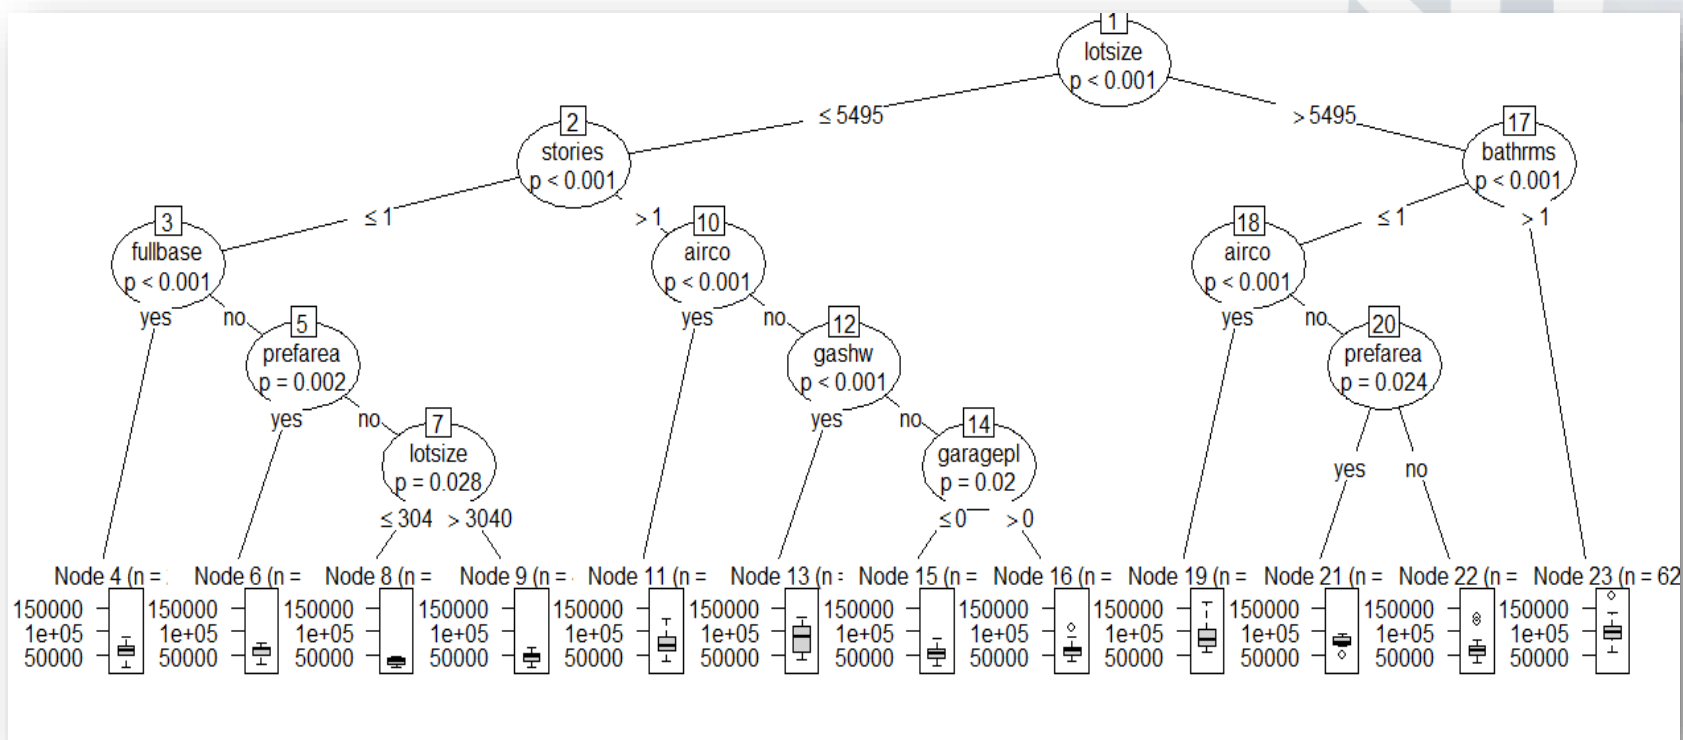 1
lotsize
p < 0.001
≤ 5495
> 5495
2
stories
p < 0.001
17
bathrms
p < 0.001
≤ 1
> 1
≤ 1
> 1
3
fullbase
p < 0.001
10
airco
p < 0.001
18
airco
p < 0.001
yes
no
yes
no
yes
no
5
prefarea
p = 0.002
12
gashw
p < 0.001
20
prefarea
p = 0.024
yes
no
yes
no
yes
no
7
lotsize
p = 0.028
14
garagepl
p = 0.02
≤ 304
> 3040
≤ 0
> 0
Node 4 (n =
Node 6 (n =
Node 8 (n =
Node 9 (n =
Node 11 (n =
Node 13 (n =
Node 15 (n =
Node 16 (n =
Node 19 (n =
Node 21 (n =
Node 22 (n =
Node 23 (n = 62
150000 150000 150000 150000 150000 150000 150000 150000 150000 150000 150000 150000
1e+05 1e+05 1e+05 1e+05 1e+05 1e+05 1e+05 1e+05 1e+05 1e+05 1e+05 1e+05
50000 50000 50000 50000 50000 50000 50000 50000 50000 50000 50000 50000